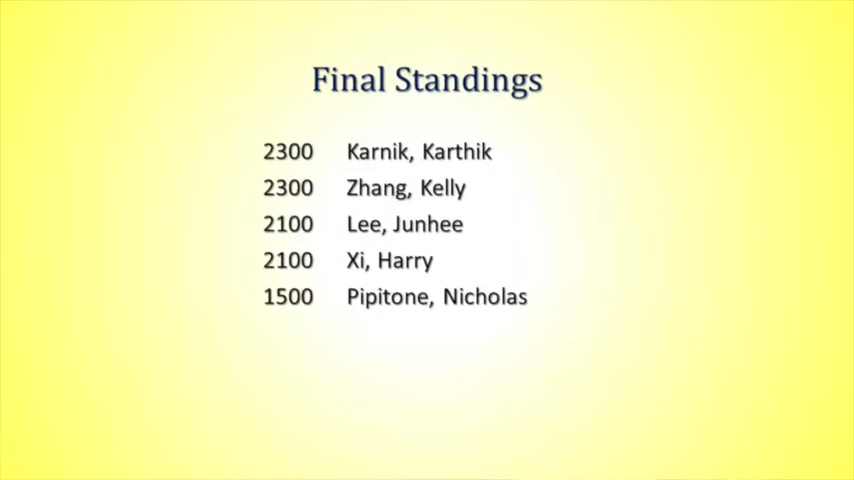 Final Standings
2300 Karnik, Karthik
2300 Zhang, Kelly
2100 Lee, Junhee
2100 Xi, Harry
1500 Pipitone, Nicholas